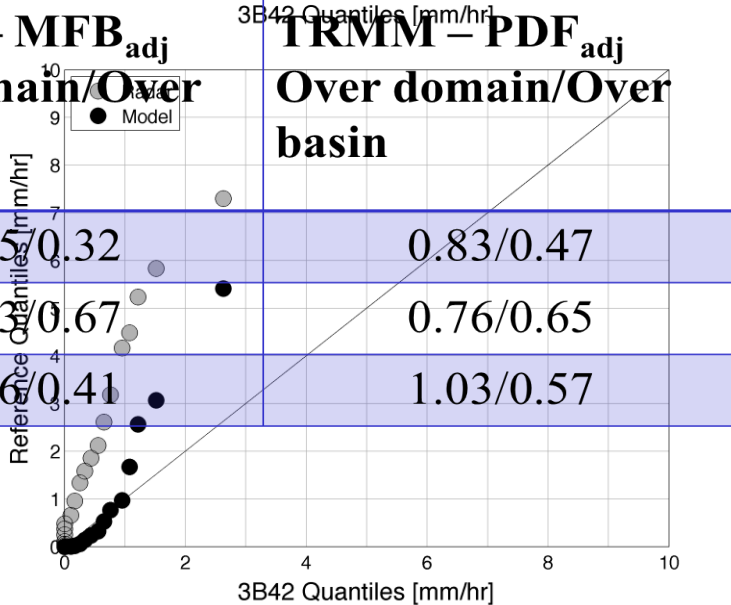 3B42 Quantiles [mm/hr]
- MFBadj
TRMM – PDFadj
main/Over
Over domain/Over
basin
10
9
8
7
6
5
4
3
2
1
0
Radar
Model
Reference Quantiles [mm/hr]
5/0.32
0.83/0.47
3/0.67
0.76/0.65
6/0.41
1.03/0.57
0
2
4
6
8
10
3B42 Quantiles [mm/hr]